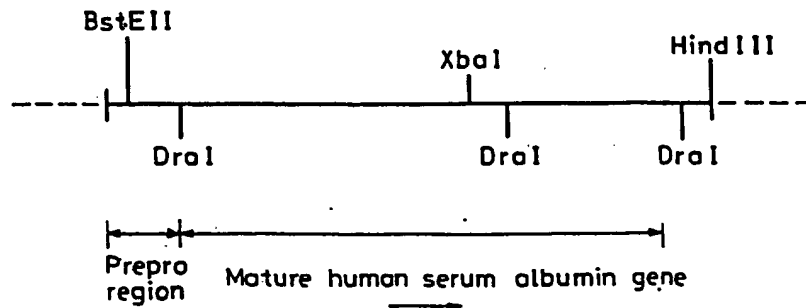 BstEII
XbaI
HindIII
DraI
DraI
DraI
Prepro
region
Mature human serum albumin gene